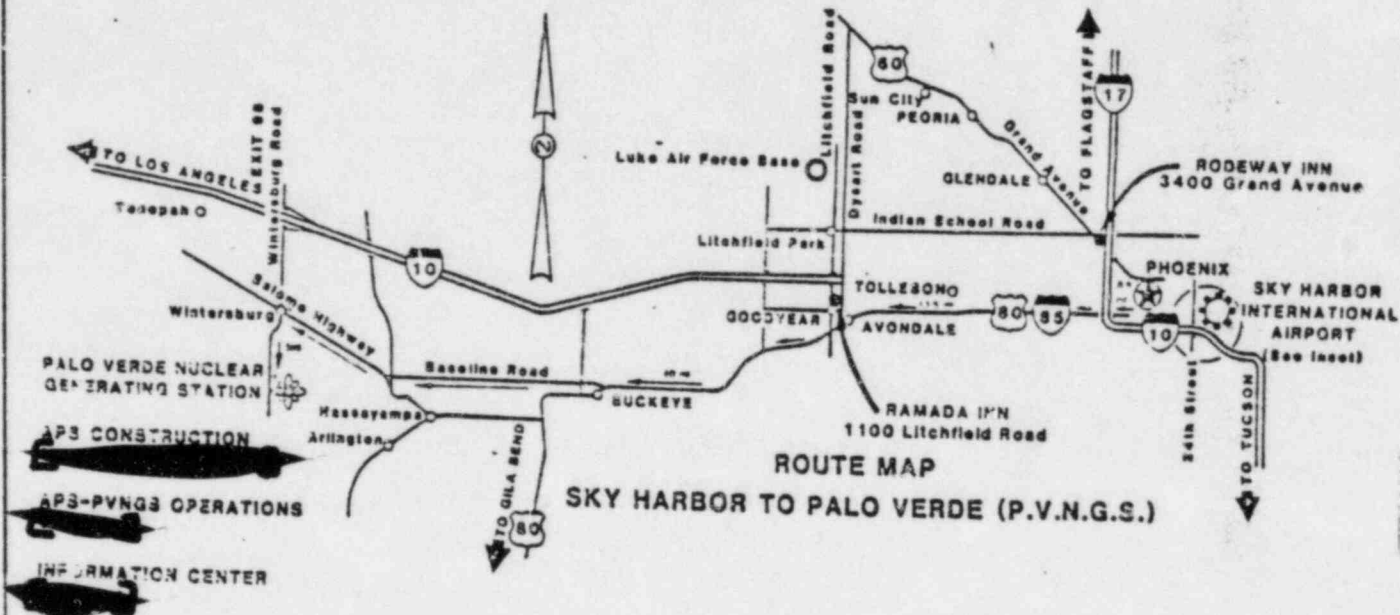 Litchfield Road
Dysart Road
60
Sun City
PEORIA
Grand Avenue
GLENDALE
TO FLAGSTAFF
17
RODEWAY INN
3400 Grand Avenue
Luke Air Force Base
Indian School Road
Litchfield Park
TO LOS ANGELES
EXIT 98
Wintersburg Road
Tonopah
10
Salome Highway
Wintersburg
PHOENIX
SKY HARBOR
INTERNATIONAL
AIRPORT
(See Inset)
TOLLESONO
GOODYEAR
AVONDALE
80
85
10
24th Street
TO TUCSON
PALO VERDE NUCLEAR
GENERATING STATION
Baseline Road
BUCKEYE
Hassayampa
Arlington
TO GILA BEND
80
RAMADA INN
1100 Litchfield Road
APS CONSTRUCTION
APS-PVNGS OPERATIONS
INFORMATION CENTER
ROUTE MAP
SKY HARBOR TO PALO VERDE (P.V.N.G.S.)